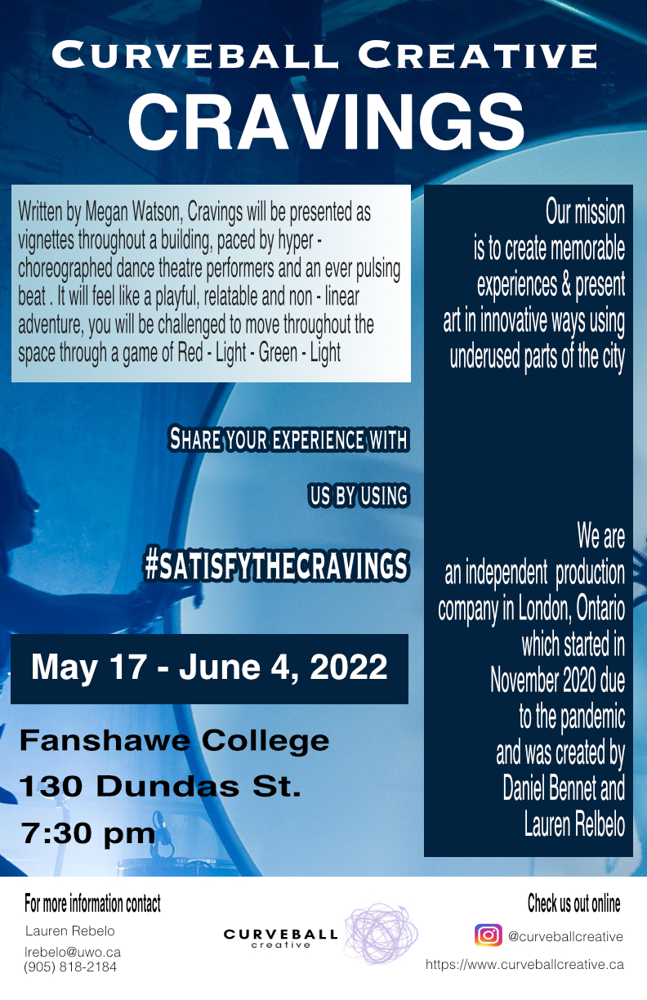 CURVEBALL CREATIVE
CRAVINGS
Written by Megan Watson, Cravings will be presented as
vignettes throughout a building, paced by hyper -
choreographed dance theatre performers and an ever pulsing
beat . It will feel like a playful, relatable and non - linear
adventure, you will be challenged to move throughout the
space through a game of Red - Light - Green - Light
Our mission
is to create memorable
experiences & present
art in innovative ways using
underused parts of the city
SHARE YOUR EXPERIENCE WITH
US BY USING
#SATISFYTHECRAVINGS
We are
an independent production
company in London, Ontario
which started in
November 2020 due
to the pandemic
and was created by
Daniel Bennet and
Lauren Relbelo
May 17 - June 4, 2022
Fanshawe College
130 Dundas St.
7:30 pm
For more information contact
Lauren Rebelo
lrebelo@uwo.ca
(905) 818-2184
CURVEBALL
creative
Check us out online
@curveballcreative
https://www.curveballcreative.ca